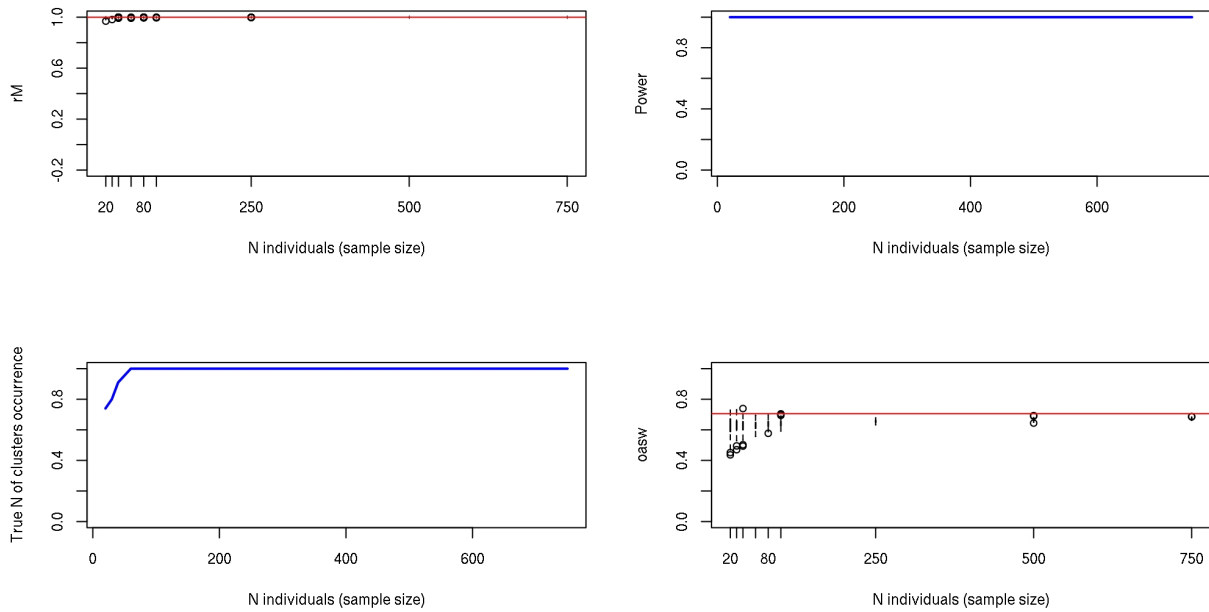 rM
1.0
0.6
0.2
-0.2
20 80 250 500 750
N individuals (sample size)
Power
0.8
0.4
0.0
0 200 400 600
N individuals (sample size)
True N of clusters occurrence
0.8
0.4
0.0
0 200 400 600
N individuals (sample size)
oasw
0.8
0.4
0.0
20 80 250 500 750
N individuals (sample size)